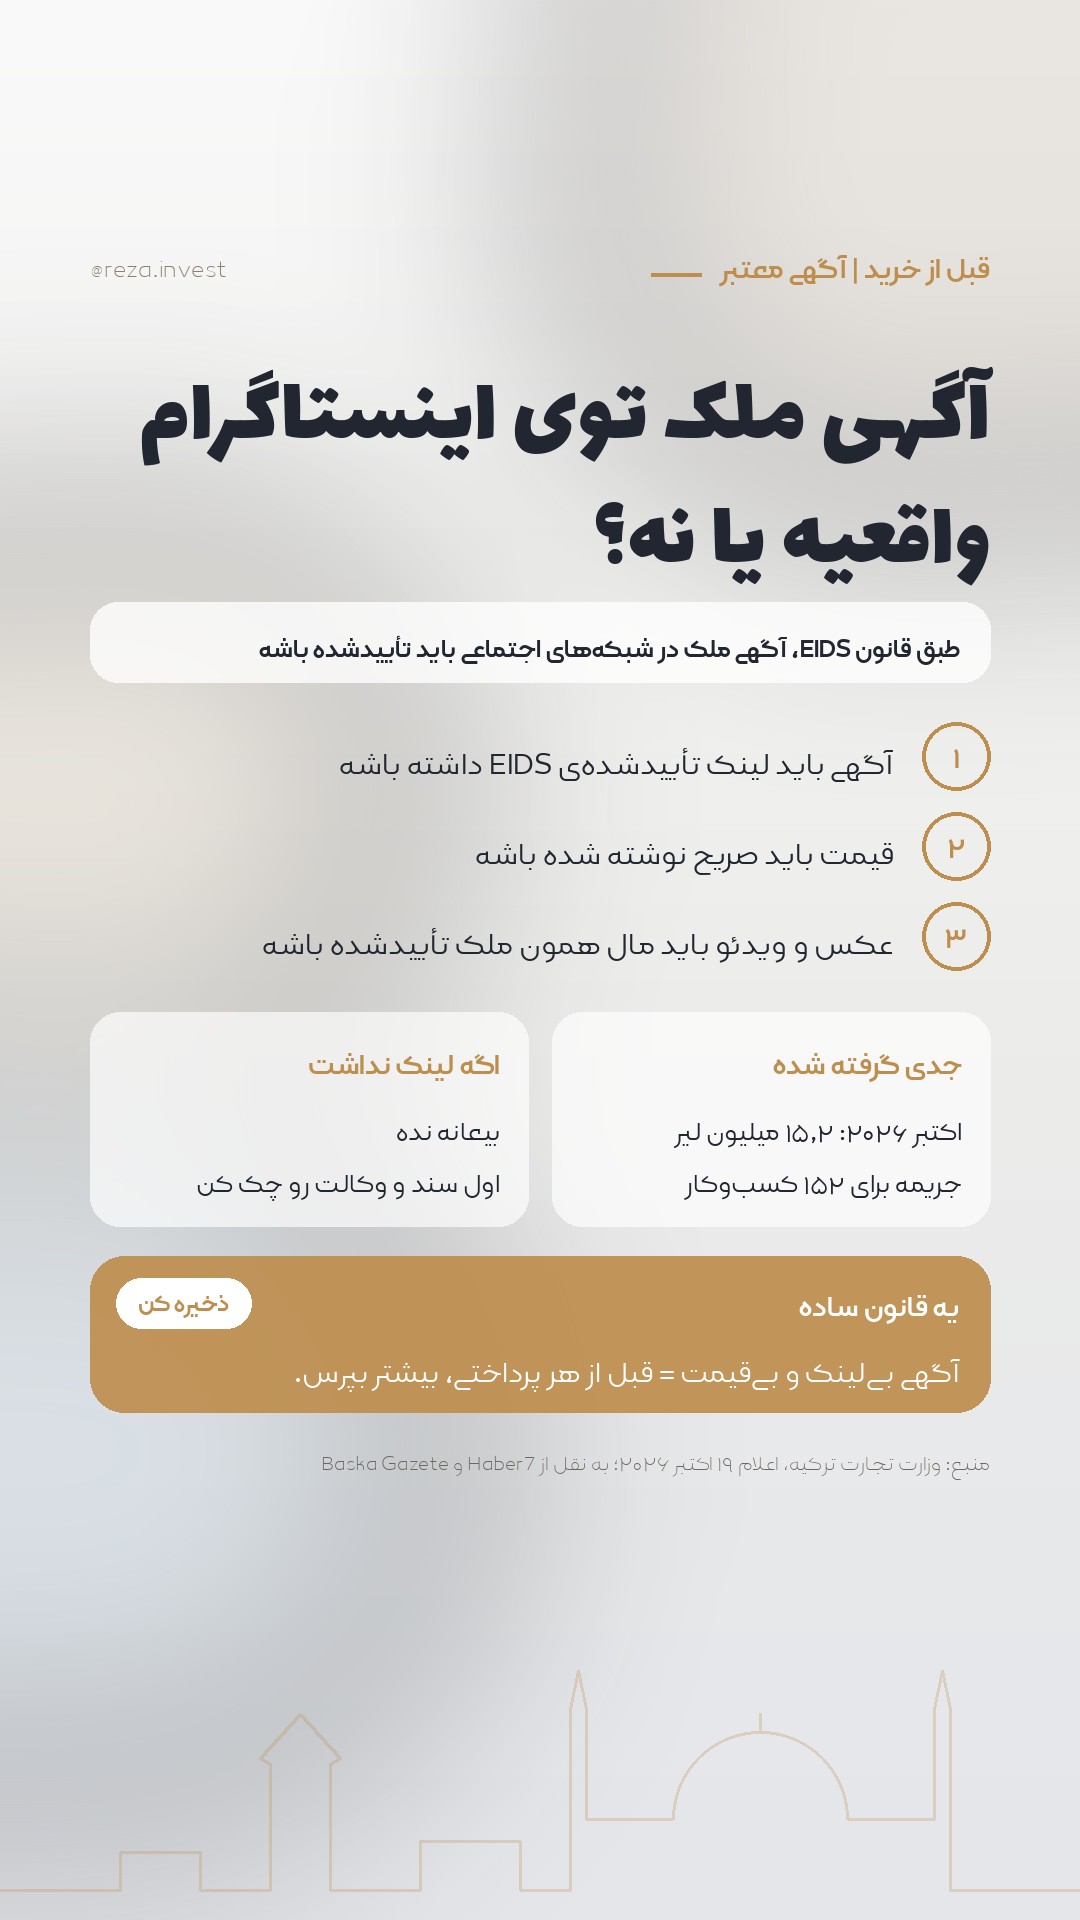 قبل از خرید | آگهی معتبر
@reza.invest
آگهی ملک توی اینستاگرام
واقعیه یا نه؟
طبق قانون EIDS، آگهی ملک در شبکه‌های اجتماعی باید تأییدشده باشه
۱ آگهی باید لینک تأییدشده‌ی EIDS داشته باشه
۲ قیمت باید صریح نوشته شده باشه
۳ عکس و ویدئو باید مال همون ملک تأییدشده باشه
جدی گرفته شده
اکتبر ۲۰۲۶: ۱۵,۲ میلیون لیر
جریمه برای ۱۵۲ کسب‌وکار
اگه لینک نداشت
بیعانه نده
اول سند و وکالت رو چک کن
یه قانون ساده
ذخیره کن
آگهی بی‌لینک و بی‌قیمت = قبل از هر پرداختی، بیشتر بپرس.
منبع: وزارت تجارت ترکیه، اعلام ۱۹ اکتبر ۲۰۲۶؛ به نقل از Haber7 و Baska Gazete